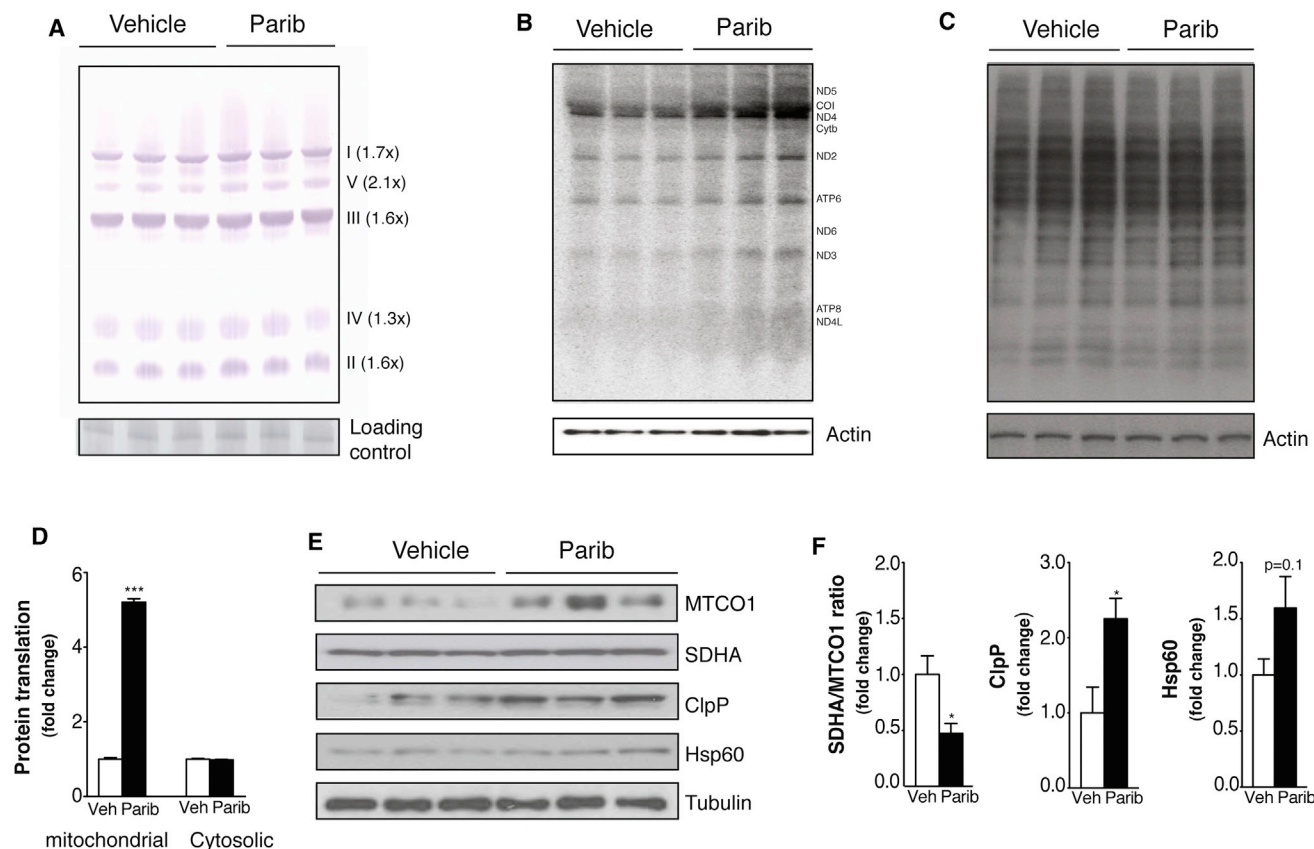 A
Vehicle
Parib
I (1.7x)
V (2.1x)
III (1.6x)
IV (1.3x)
II (1.6x)
Loading
control
B
Vehicle
Parib
ND5
COI
ND4
Cytb
ND2
ATP6
ND6
ND3
ATP8
ND4L
Actin
C
Vehicle
Parib
Actin
D
Protein translation
(fold change)
6
4
2
0
***
Veh Parib
Veh Parib
mitochondrial
Cytosolic
E
Vehicle
Parib
MTCO1
SDHA
ClpP
Hsp60
Tubulin
F
SDHA/MTCO1 ratio
(fold change)
2.0
1.5
1.0
0.5
0.0
*
Veh Parib
ClpP
(fold change)
3.0
2.0
1.0
0.0
*
Veh Parib
Hsp60
(fold change)
2.0
1.5
1.0
0.5
0.0
p=0.1
Veh Parib